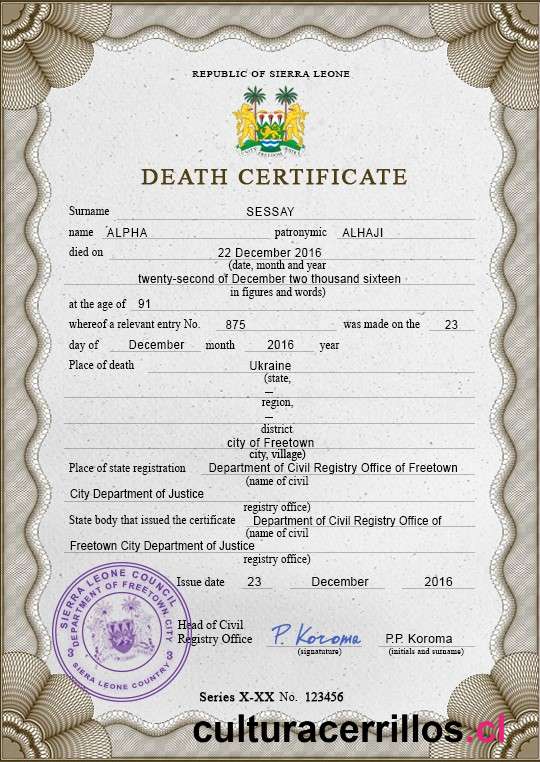 REPUBLIC OF SIERRA LEONE
UNITY FREEDOM JUSTICE
DEATH CERTIFICATE
Surname SESSAY
name ALPHA patronymic ALHAJI
died on 22 December 2016
(date, month and year
twenty-second of December two thousand sixteen
in figures and words)
at the age of 91
whereof a relevant entry No. 875 was made on the 23
day of December month 2016 year
Place of death Ukraine
(state,
—
region,
—
district
city of Freetown
city, village)
Place of state registration Department of Civil Registry Office of Freetown
(name of civil
City Department of Justice
registry office)
State body that issued the certificate Department of Civil Registry Office of
(name of civil
Freetown City Department of Justice
registry office)
Issue date 23 December 2016
SIERRA LEONE COUNCIL
DEPARTMENT OF FREETOWN CITY
3 3
SIERRA LEONE COUNTRY
Head of Civil
Registry Office P. Koroma P.P. Koroma
(signatature) (initials and surname)
Series X-XX No. 123456
culturacerrillos.cl